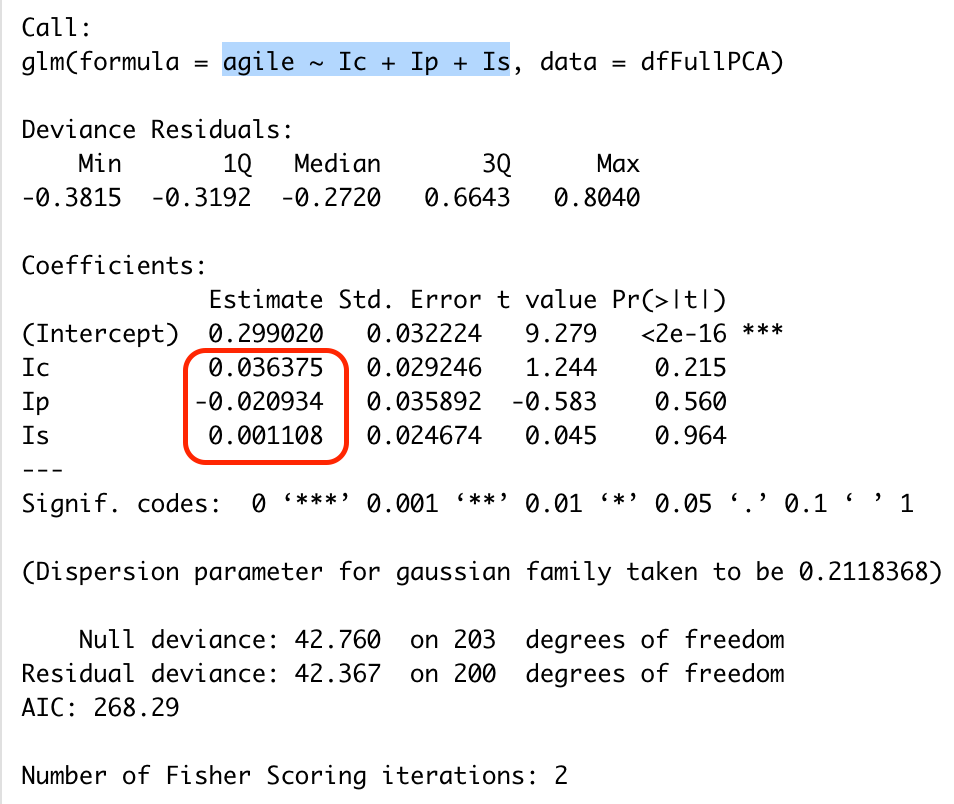 Call:
glm(formula = agile ~ Ic + Ip + Is, data = dfFullPCA)
Deviance Residuals:
Min 1Q Median 3Q Max
-0.3815 -0.3192 -0.2720 0.6643 0.8040
Coefficients:
Estimate Std. Error t value Pr(>|t|)
(Intercept) 0.299020 0.032224 9.279 <2e-16 ***
Ic 0.036375 0.029246 1.244 0.215
Ip -0.020934 0.035892 -0.583 0.560
Is 0.001108 0.024674 0.045 0.964
---
Signif. codes: 0 ‘***’ 0.001 ‘**’ 0.01 ‘*’ 0.05 ‘.’ 0.1 ‘ ’ 1
(Dispersion parameter for gaussian family taken to be 0.2118368)
Null deviance: 42.760 on 203 degrees of freedom
Residual deviance: 42.367 on 200 degrees of freedom
AIC: 268.29
Number of Fisher Scoring iterations: 2